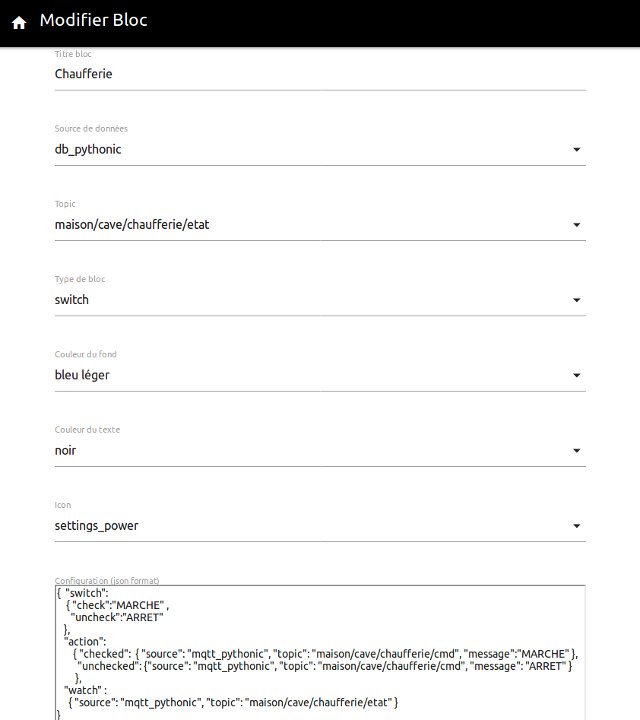 Modifier Bloc
Titre bloc
Chaufferie
Source de données
db_pythonic
Topic
maison/cave/chaufferie/etat
Type de bloc
switch
Couleur du fond
bleu léger
Couleur du texte
noir
Icon
settings_power
Configuration (json format)
{ "switch":
{ "check":"MARCHE" ,
"uncheck":"ARRET"
},
"action":
{ "checked": { "source": "mqtt_pythonic", "topic": "maison/cave/chaufferie/cmd", "message":"MARCHE" },
"unchecked": {"source": "mqtt_pythonic", "topic": "maison/cave/chaufferie/cmd", "message": "ARRET" }
},
"watch" :
{ "source": "mqtt_pythonic", "topic": "maison/cave/chaufferie/etat" }
}